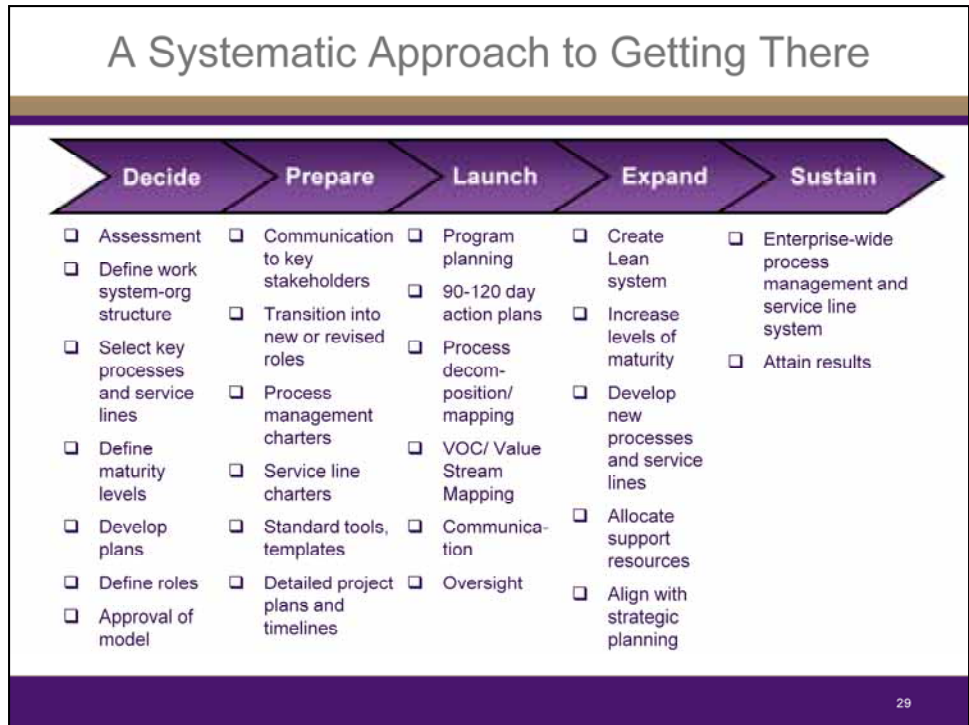 A Systematic Approach to Getting There
Decide
Prepare
Launch
Expand
Sustain
❑ Assessment
❑ Define work
system-org
structure
❑ Select key
processes
and service
lines
❑ Define
maturity
levels
❑ Develop
plans
❑ Define roles
❑ Approval of
model
❑ Communication
to key
stakeholders
❑ Transition into
new or revised
roles
❑ Process
management
charters
❑ Service line
charters
❑ Standard tools,
templates
❑ Detailed project
plans and
timelines
❑ Program
planning
❑ 90-120 day
action plans
❑ Process
decom-
position/
mapping
❑ VOC/ Value
Stream
Mapping
❑ Communica-
tion
❑ Oversight
❑ Create
Lean
system
❑ Increase
levels of
maturity
❑ Develop
new
processes
and service
lines
❑ Allocate
support
resources
❑ Align with
strategic
planning
❑ Enterprise-wide
process
management and
service line
system
❑ Attain results
29